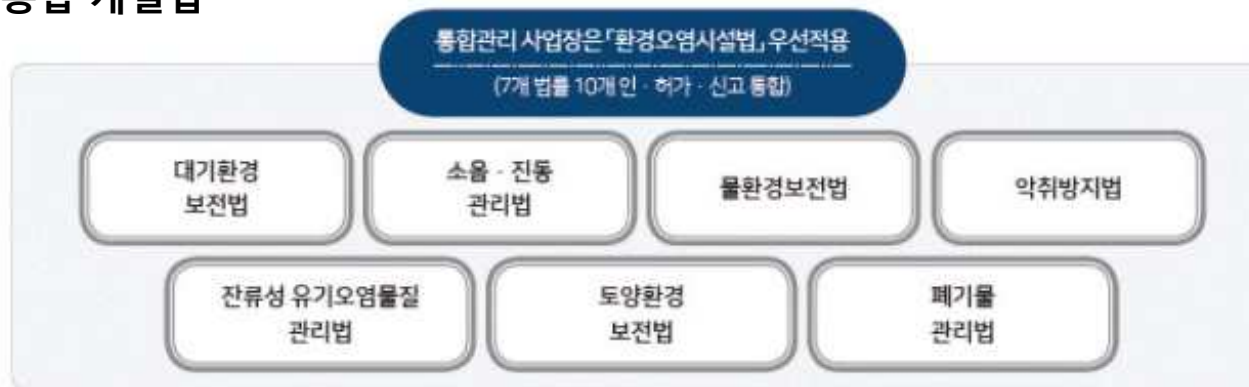 통합관리 사업장은 「환경오염시설법」 우선적용
(7개 법률 10개 인 · 허가 · 신고 통합)
대기환경
보전법
소음 · 진동
관리법
물환경보전법
악취방지법
잔류성 유기오염물질
관리법
토양환경
보전법
폐기물
관리법